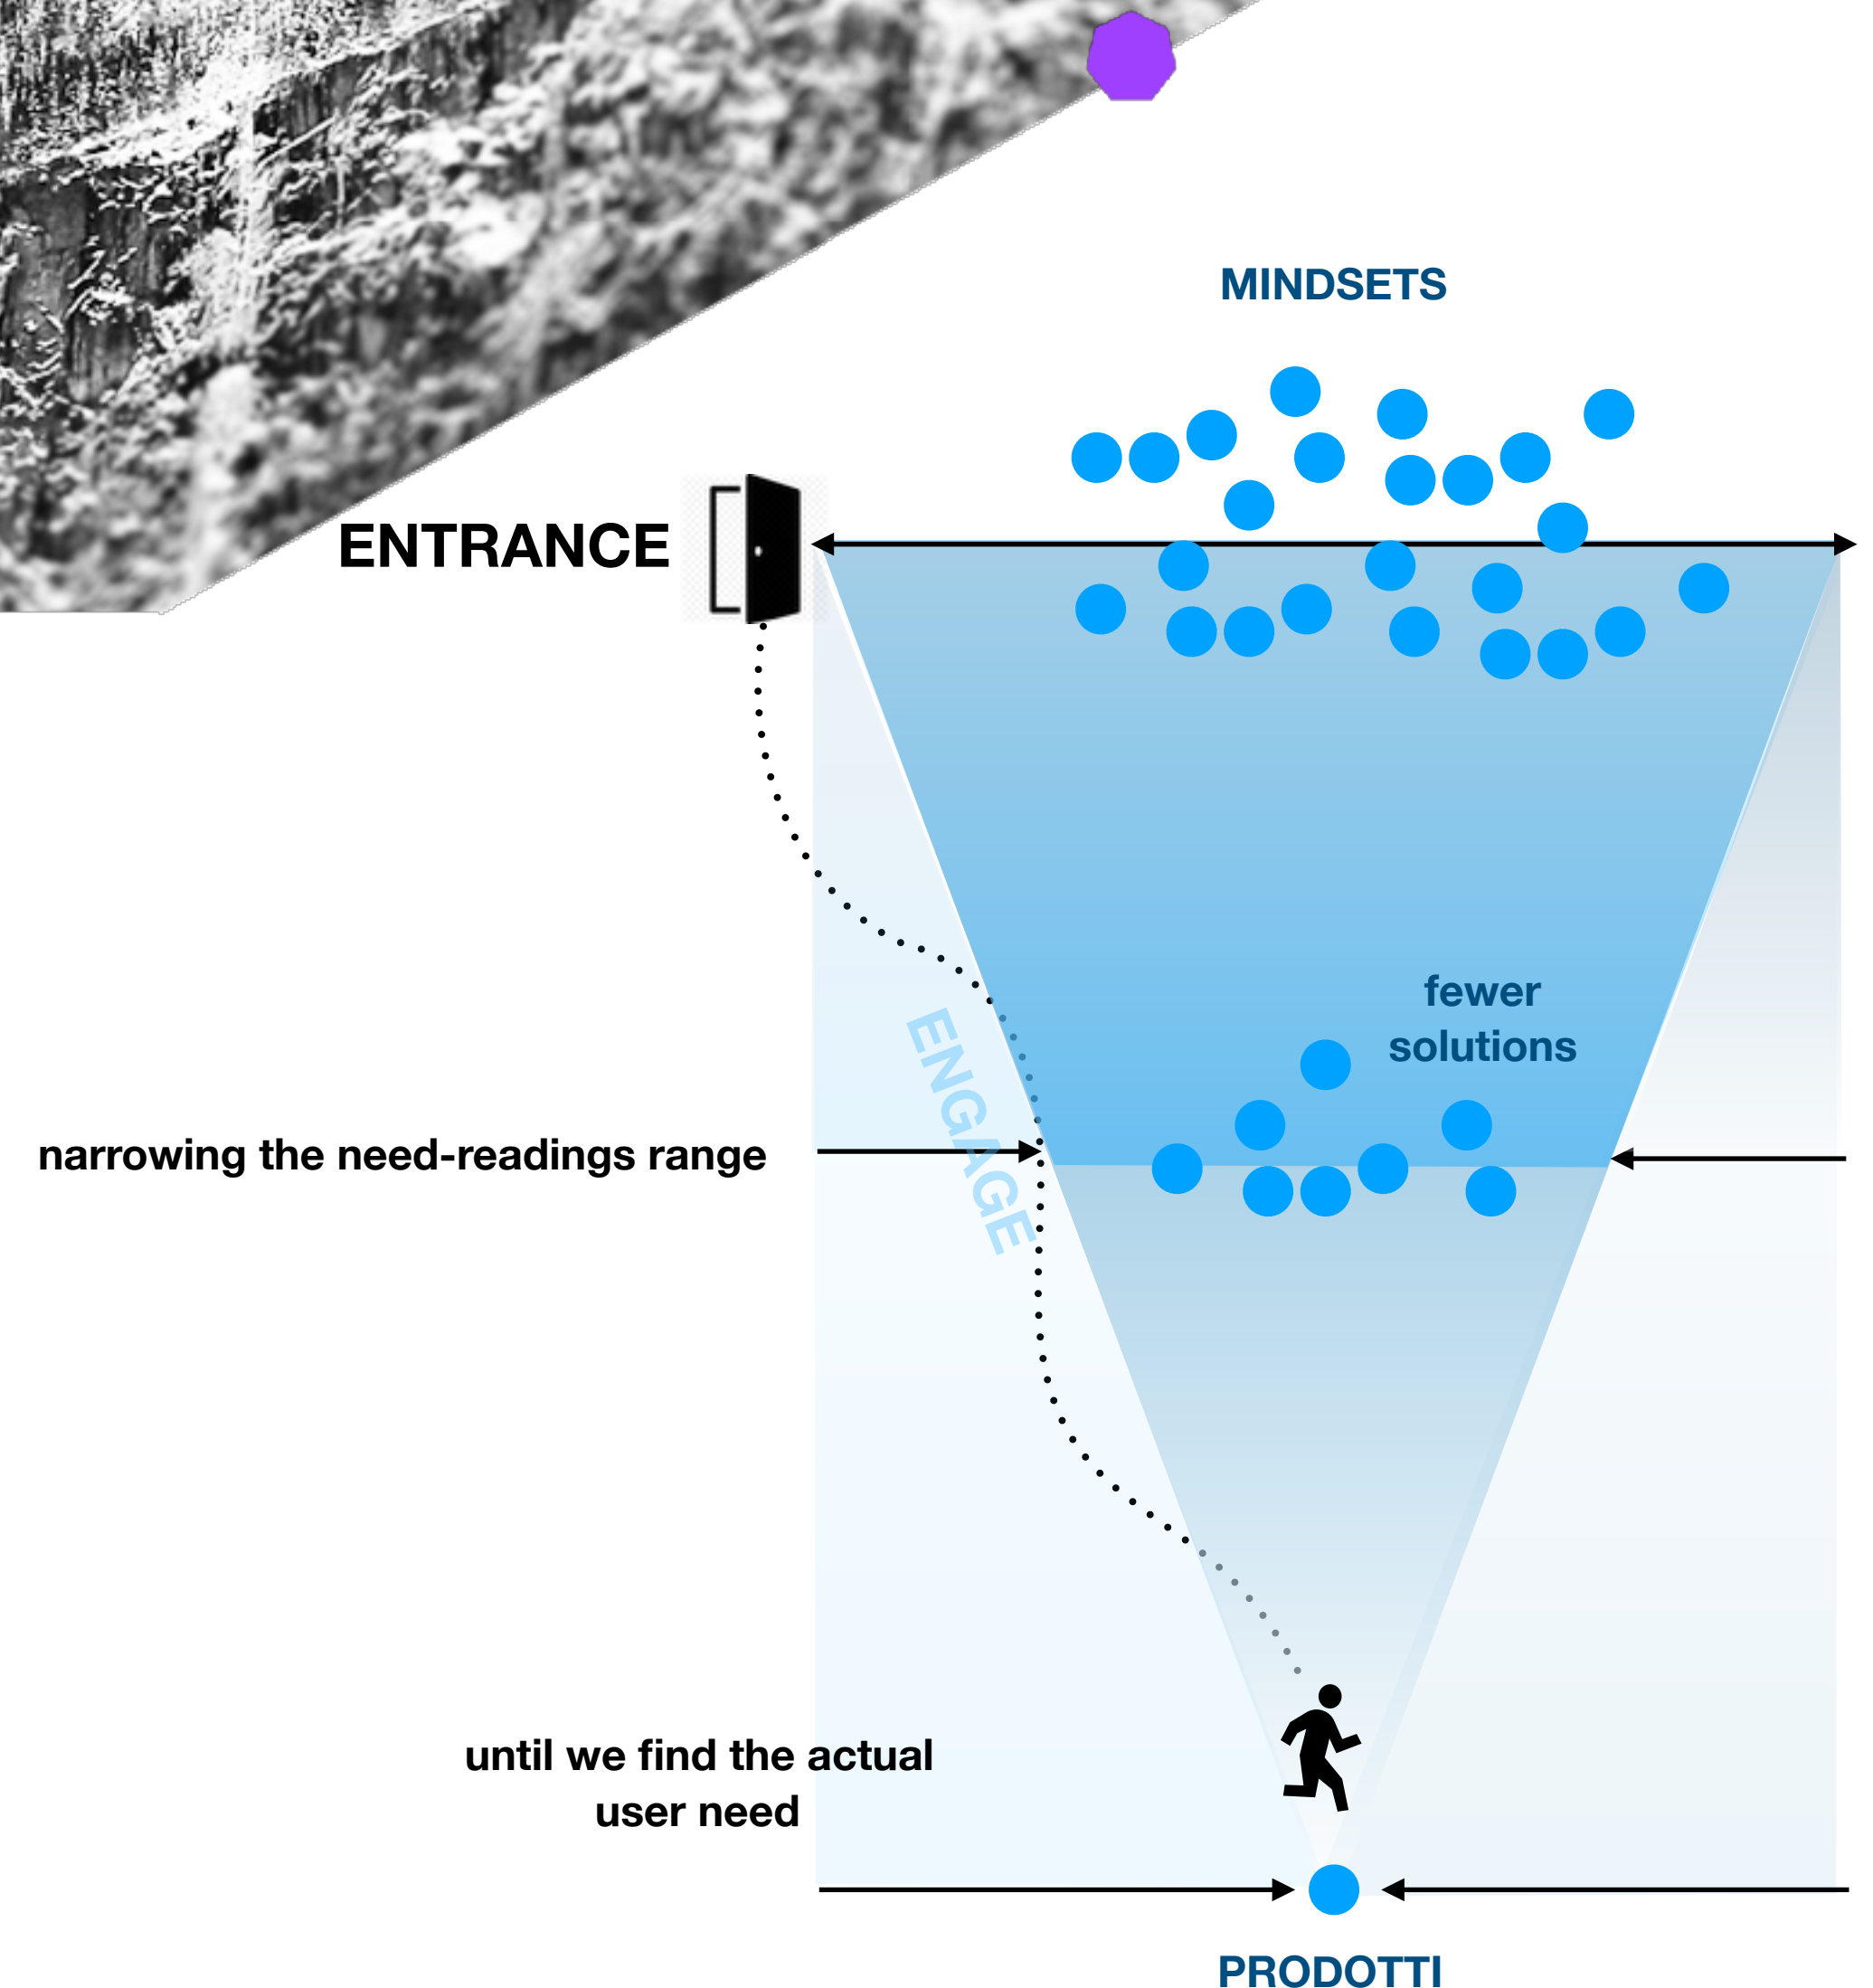 MINDSETS
ENTRANCE
fewer
solutions
ENGAGE
narrowing the need-readings range
until we find the actual
user need
PRODOTTI